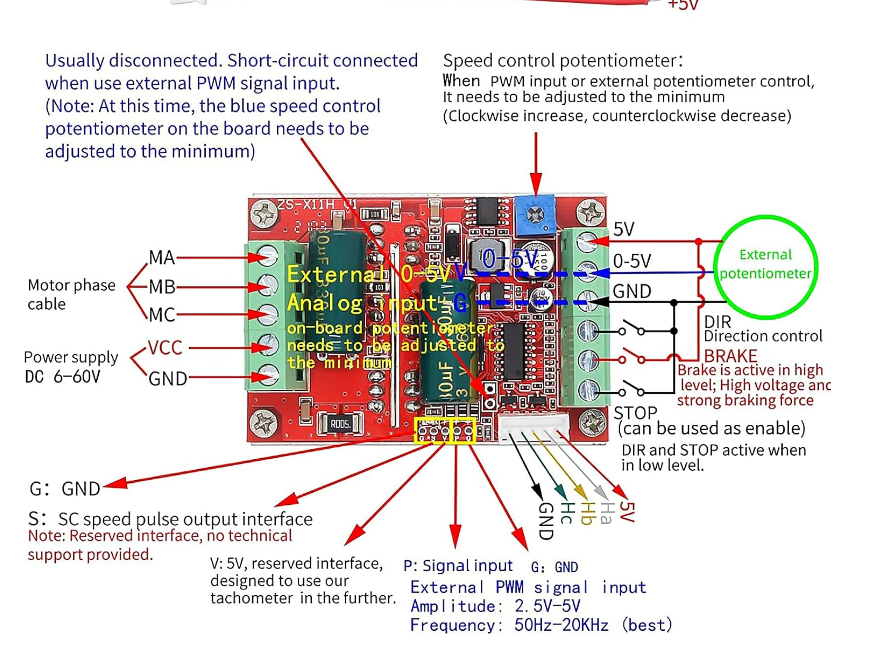 +5V
Usually disconnected. Short-circuit connected
when use external PWM signal input.
(Note: At this time, the blue speed control
potentiometer on the board needs to be
adjusted to the minimum)
Speed control potentiometer:
When PWM input or external potentiometer control,
It needs to be adjusted to the minimum
(Clockwise increase, counterclockwise decrease)
ZS-X11H V1
MA
MB
MC
Motor phase
cable
Power supply
DC 6-60V
VCC
GND
External 0-5V
Analog input
on-board potentiometer
needs to be adjusted to
the minimum
V 0-5V
G
R005
103
5V
0-5V
GND
External
potentiometer
DIR
Direction control
BRAKE
Brake is active in high
level; High voltage and
strong braking force
STOP
(can be used as enable)
DIR and STOP active when
in low level.
GND
Hc
Hb
Ha
5V
G: GND
S: SC speed pulse output interface
Note: Reserved interface, no technical
support provided.
V: 5V, reserved interface,
designed to use our
tachometer in the further.
P: Signal input G: GND
External PWM signal input
Amplitude: 2.5V-5V
Frequency: 50Hz-20KHz (best)